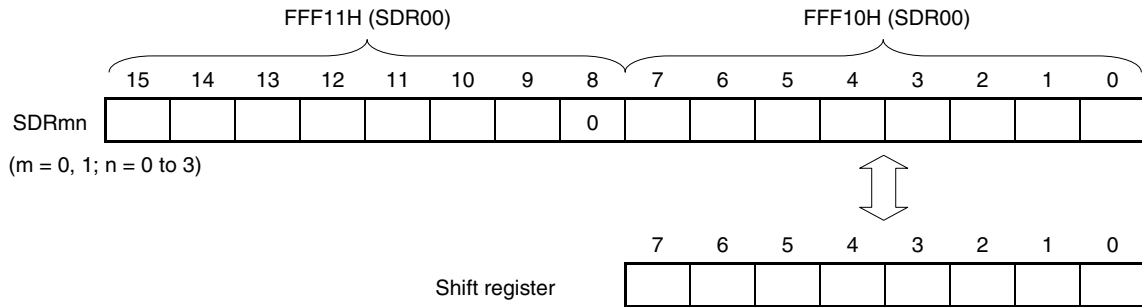 FFF11H (SDR00) FFF10H (SDR00)
15 14 13 12 11 10 9 8 7 6 5 4 3 2 1 0
SDRmn 0
(m = 0, 1; n = 0 to 3)
7 6 5 4 3 2 1 0
Shift register